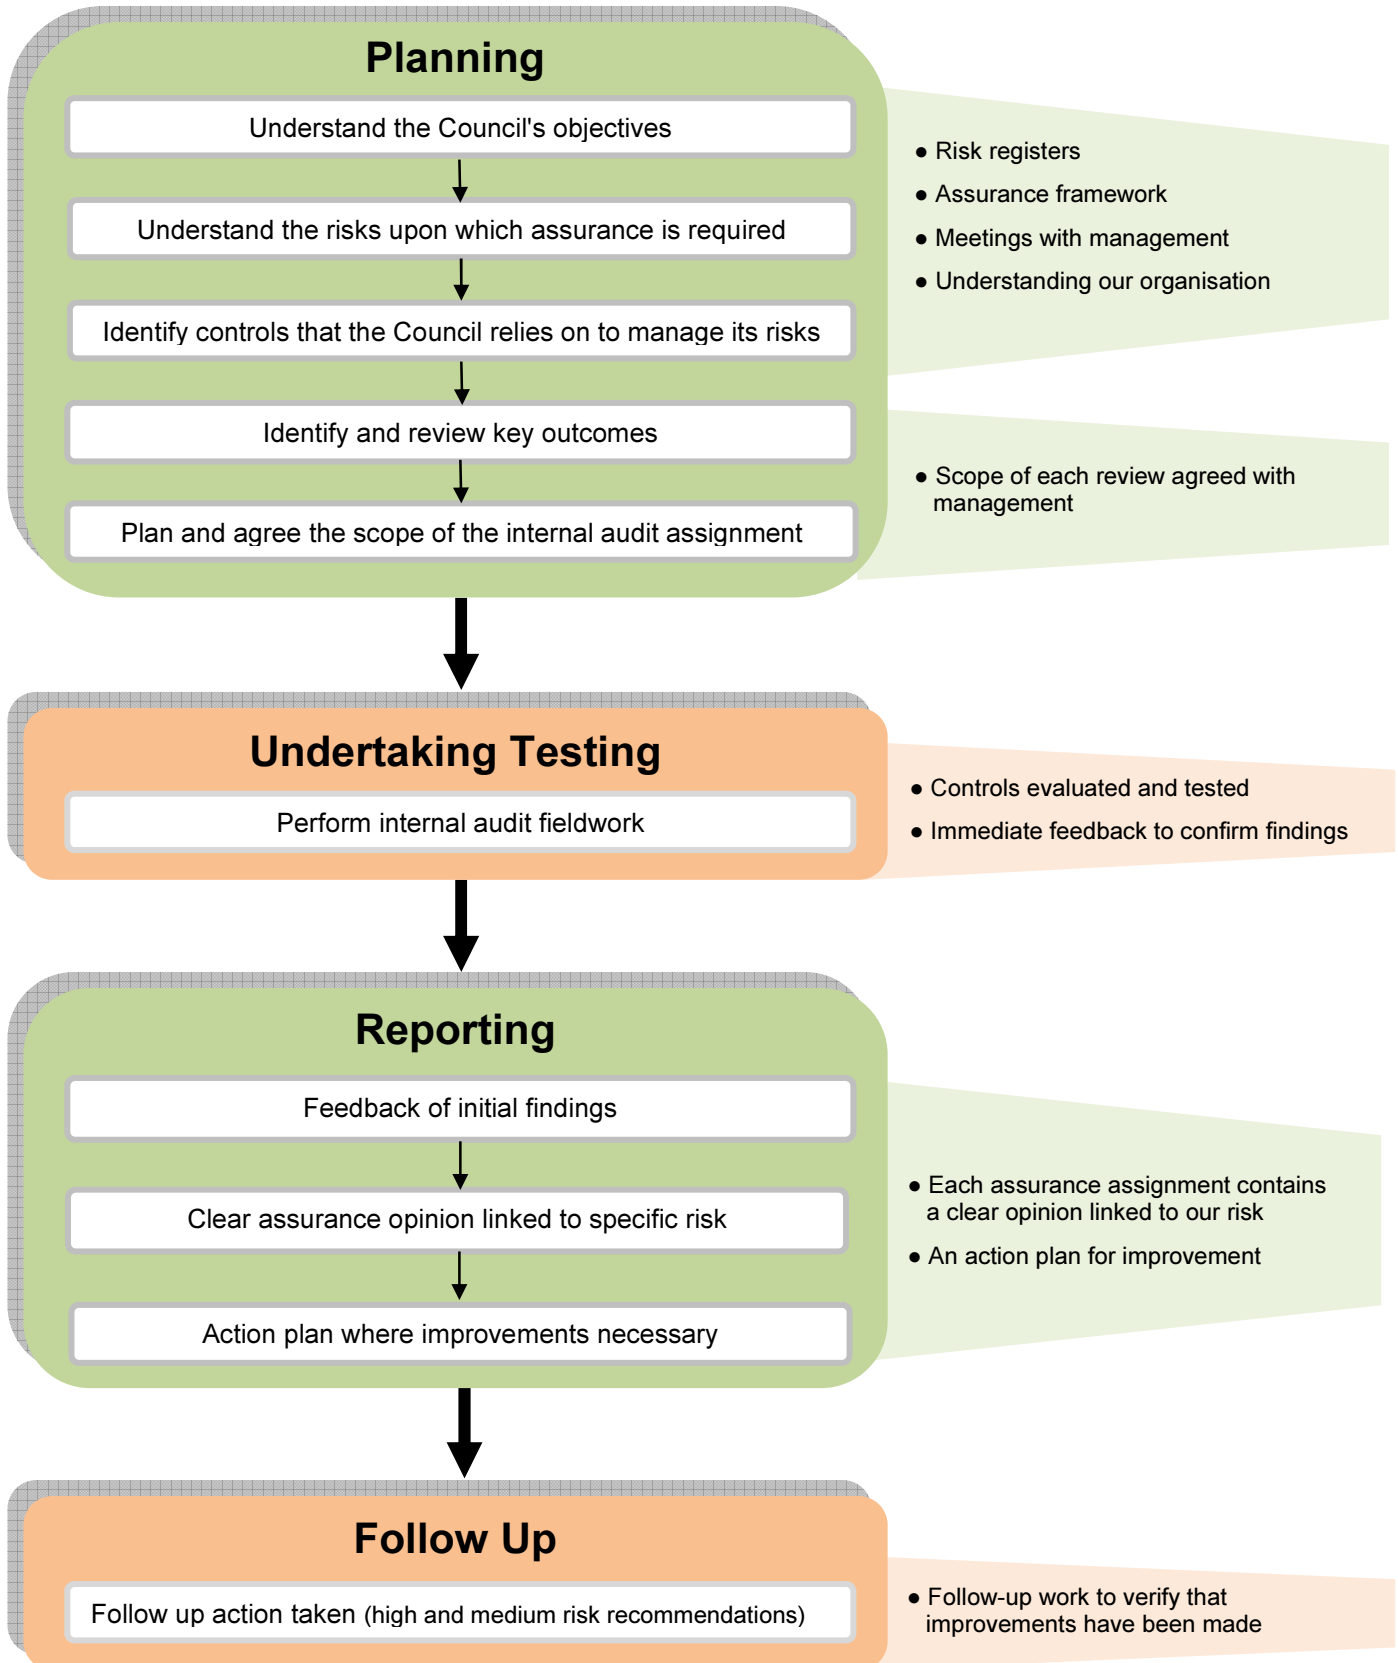 Planning
Understand the Council's objectives
Understand the risks upon which assurance is required
Identify controls that the Council relies on to manage its risks
Identify and review key outcomes
Plan and agree the scope of the internal audit assignment
● Risk registers
● Assurance framework
● Meetings with management
● Understanding our organisation
● Scope of each review agreed with
management
Undertaking Testing
Perform internal audit fieldwork
● Controls evaluated and tested
● Immediate feedback to confirm findings
Reporting
Feedback of initial findings
Clear assurance opinion linked to specific risk
Action plan where improvements necessary
● Each assurance assignment contains
a clear opinion linked to our risk
● An action plan for improvement
Follow Up
Follow up action taken (high and medium risk recommendations)
● Follow-up work to verify that
improvements have been made